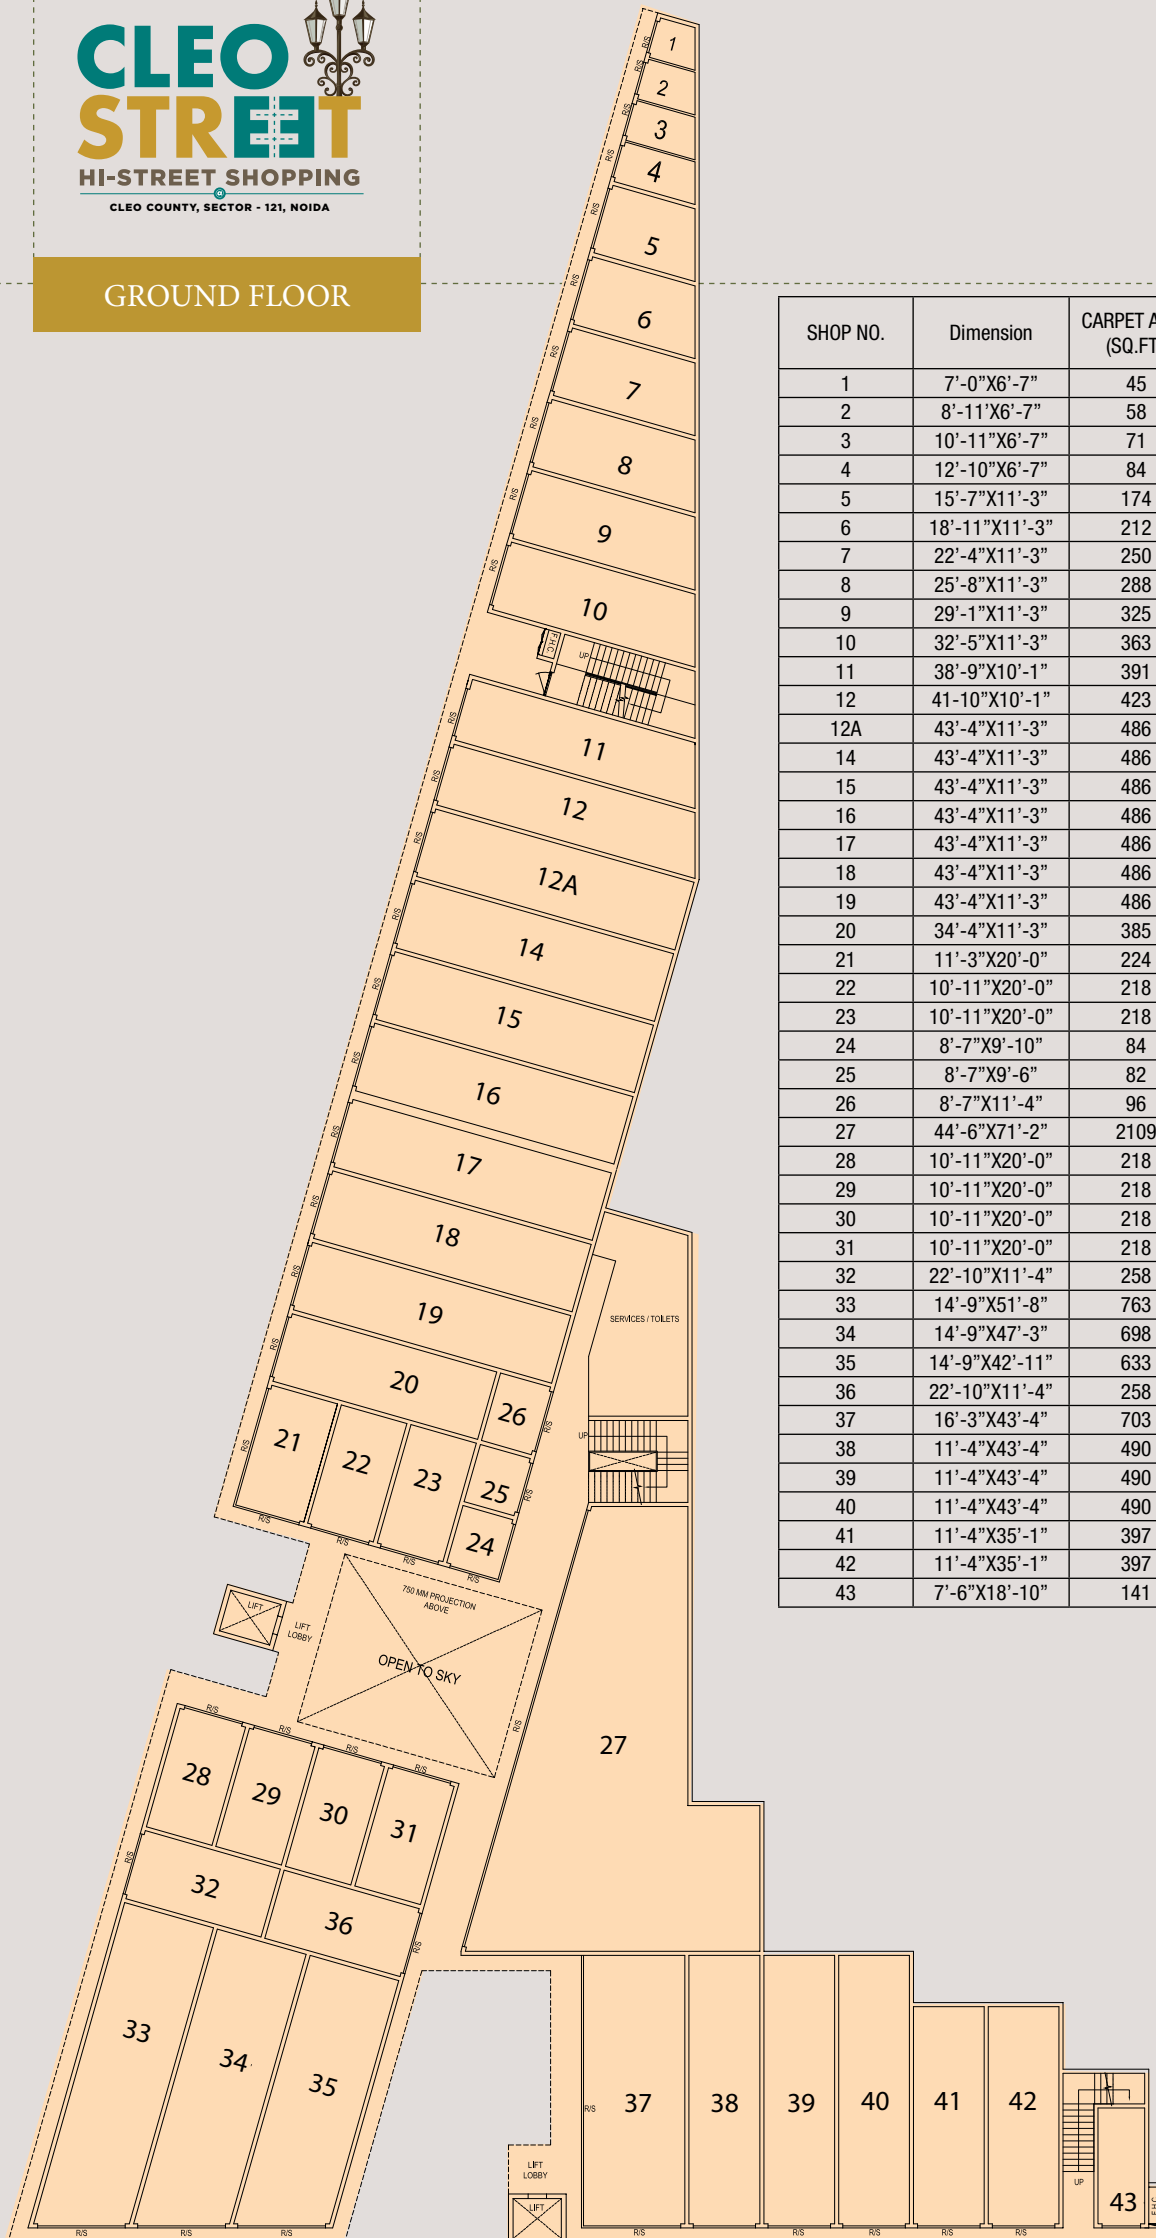 CLEO
STREET
HI-STREET SHOPPING
@
CLEO COUNTY, SECTOR - 121, NOIDA
GROUND FLOOR
SHOP NO. Dimension CARPET A
(SQ.FT
1 7’-0”X6’-7” 45
2 8’-11’X6’-7” 58
3 10’-11”X6’-7” 71
4 12’-10”X6’-7” 84
5 15’-7”X11’-3” 174
6 18’-11”X11’-3” 212
7 22’-4”X11’-3” 250
8 25’-8”X11’-3” 288
9 29’-1”X11’-3” 325
10 32’-5”X11’-3” 363
11 38’-9”X10’-1” 391
12 41-10”X10’-1” 423
12A 43’-4”X11’-3” 486
14 43’-4”X11’-3” 486
15 43’-4”X11’-3” 486
16 43’-4”X11’-3” 486
17 43’-4”X11’-3” 486
18 43’-4”X11’-3” 486
19 43’-4”X11’-3” 486
20 34’-4”X11’-3” 385
21 11’-3”X20’-0” 224
22 10’-11”X20’-0” 218
23 10’-11”X20’-0” 218
24 8’-7”X9’-10” 84
25 8’-7”X9’-6” 82
26 8’-7”X11’-4” 96
27 44’-6”X71’-2” 2109
28 10’-11”X20’-0” 218
29 10’-11”X20’-0” 218
30 10’-11”X20’-0” 218
31 10’-11”X20’-0” 218
32 22’-10”X11’-4” 258
33 14’-9”X51’-8” 763
34 14’-9”X47’-3” 698
35 14’-9”X42’-11” 633
36 22’-10”X11’-4” 258
37 16’-3”X43’-4” 703
38 11’-4”X43’-4” 490
39 11’-4”X43’-4” 490
40 11’-4”X43’-4” 490
41 11’-4”X35’-1” 397
42 11’-4”X35’-1” 397
43 7’-6”X18’-10” 141
R/S 1
R/S 2
R/S 3
R/S 4
R/S 5
R/S 6
R/S 7
R/S 8
R/S 9
R/S 10
F.H.C.
UP
R/S 11
R/S 12
R/S 12A
R/S 14
R/S 15
R/S 16
R/S 17
R/S 18
R/S 19
SERVICES / TOILETS
R/S 20
26 R/S
UP
R/S 21 22 23 25 R/S
24
R/S R/S R/S R/S
750 MM PROJECTION
ABOVE
LIFT
LIFT
LOBBY
OPEN TO SKY
R/S R/S R/S R/S
R/S
27
28 29 30 31
R/S 32
36 R/S
33 34 35
R/S 37 38 39 40 41 42
UP
43
F.H.C.
LIFT
LOBBY
LIFT
R/S R/S R/S R/S R/S R/S R/S